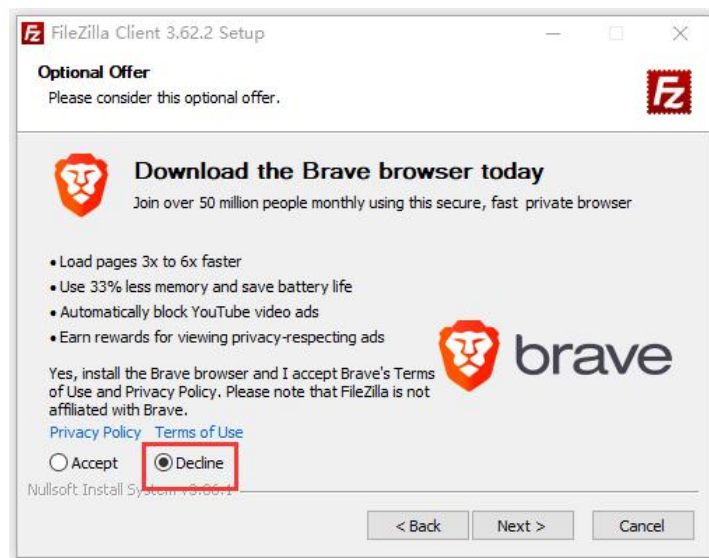 FileZilla Client 3.62.2 Setup
Optional Offer
Please consider this optional offer.
Fz
Download the Brave browser today
Join over 50 million people monthly using this secure, fast private browser
• Load pages 3x to 6x faster
• Use 33% less memory and save battery life
• Automatically block YouTube video ads
• Earn rewards for viewing privacy-respecting ads
brave
Yes, install the Brave browser and I accept Brave's Terms
of Use and Privacy Policy. Please note that FileZilla is not
affiliated with Brave.
Privacy Policy Terms of Use
Accept Decline
Nullsoft Install System
< Back Next > Cancel